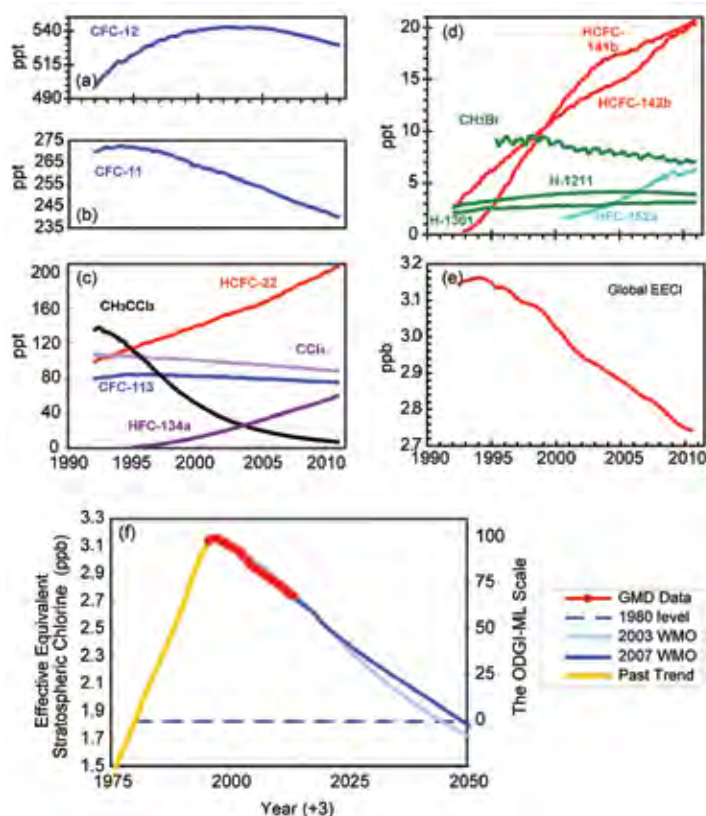 CFC-12
(a)
ppt
540
515
490
CFC-11
(b)
ppt
275
265
255
245
235
(c)
HCFC-22
CH3CCl3
CCl4
CFC-113
HFC-134a
ppt
200
160
120
80
40
0
1990
1995
2000
2005
2010
(d)
HCFC-141b
HCFC-142b
CH3Br
H-1211
H-1301
HFC-152a
ppt
20
15
10
5
0
(e)
Global EECl
ppb
3.2
3.1
3.0
2.9
2.8
2.7
1990
1995
2000
2005
2010
(f)
Effective Equivalent
Stratospheric Chlorine (ppb)
3.3
3.1
2.9
2.7
2.5
2.3
2.1
1.9
1.7
1.5
1975
2000
2025
2050
Year (+3)
100
75
50
25
0
The ODGI-ML Scale
GMD Data
1980 level
2003 WMO
2007 WMO
Past Trend